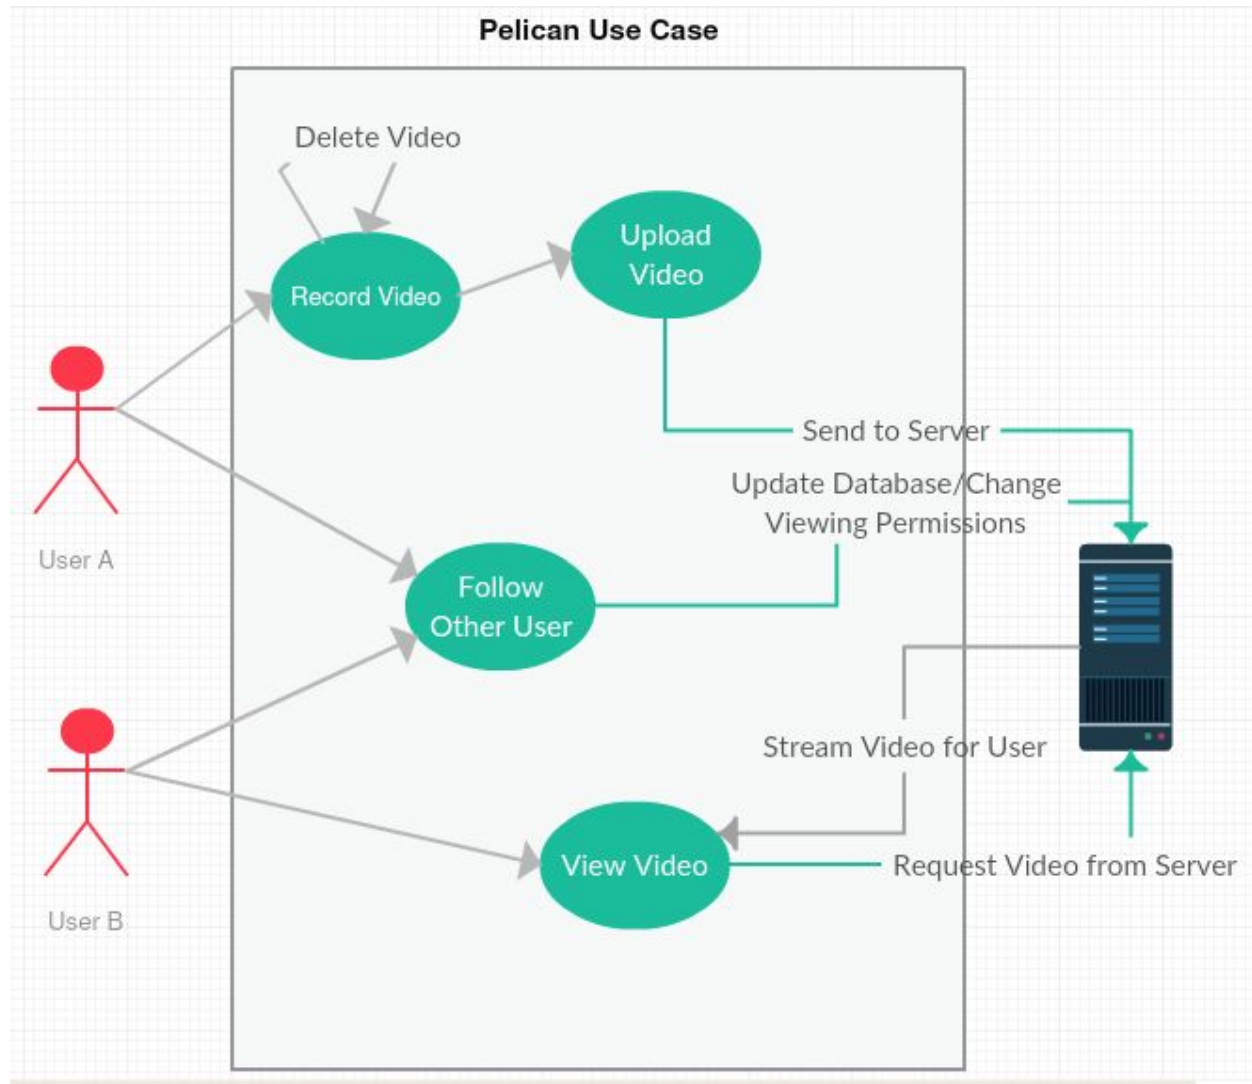 Pelican Use Case
Delete Video
Upload
Video
Record Video
Send to Server
Update Database/Change
Viewing Permissions
User A
Follow
Other User
Stream Video for User
View Video
Request Video from Server
User B